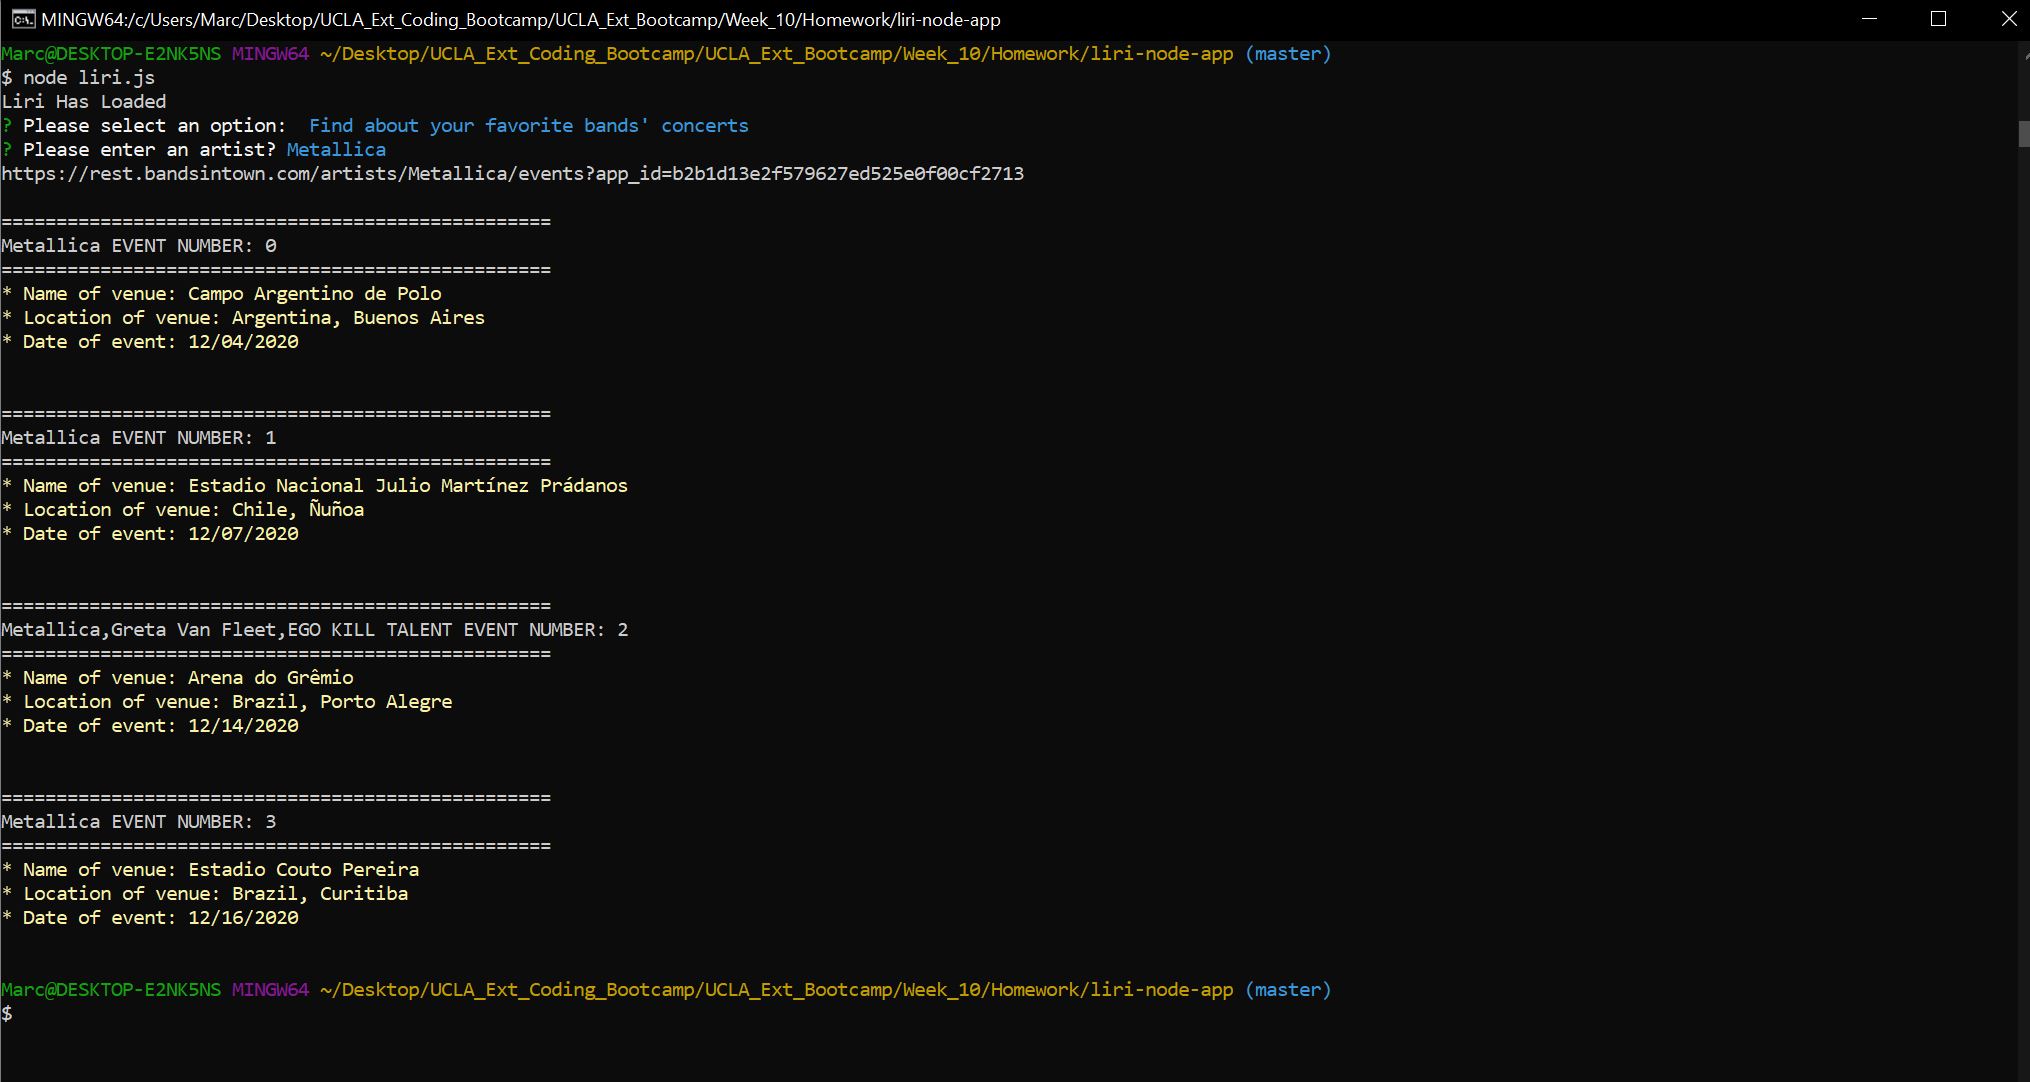 MINGW64:/c/Users/Marc/Desktop/UCLA_Ext_Coding_Bootcamp/UCLA_Ext_Bootcamp/Week_10/Homework/liri-node-app
Marc@DESKTOP-E2NK5NS MINGW64 ~/Desktop/UCLA_Ext_Coding_Bootcamp/UCLA_Ext_Bootcamp/Week_10/Homework/liri-node-app (master)
$ node liri.js
Liri Has Loaded
? Please select an option:  Find about your favorite bands' concerts
? Please enter an artist? Metallica
https://rest.bandsintown.com/artists/Metallica/events?app_id=b2b1d13e2f579627ed525e0f00cf2713
==================================================
Metallica EVENT NUMBER: 0
==================================================
* Name of venue: Campo Argentino de Polo
* Location of venue: Argentina, Buenos Aires
* Date of event: 12/04/2020
==================================================
Metallica EVENT NUMBER: 1
==================================================
* Name of venue: Estadio Nacional Julio Martínez Prádanos
* Location of venue: Chile, Ñuñoa
* Date of event: 12/07/2020
==================================================
Metallica,Greta Van Fleet,EGO KILL TALENT EVENT NUMBER: 2
==================================================
* Name of venue: Arena do Grêmio
* Location of venue: Brazil, Porto Alegre
* Date of event: 12/14/2020
==================================================
Metallica EVENT NUMBER: 3
==================================================
* Name of venue: Estadio Couto Pereira
* Location of venue: Brazil, Curitiba
* Date of event: 12/16/2020
Marc@DESKTOP-E2NK5NS MINGW64 ~/Desktop/UCLA_Ext_Coding_Bootcamp/UCLA_Ext_Bootcamp/Week_10/Homework/liri-node-app (master)
$